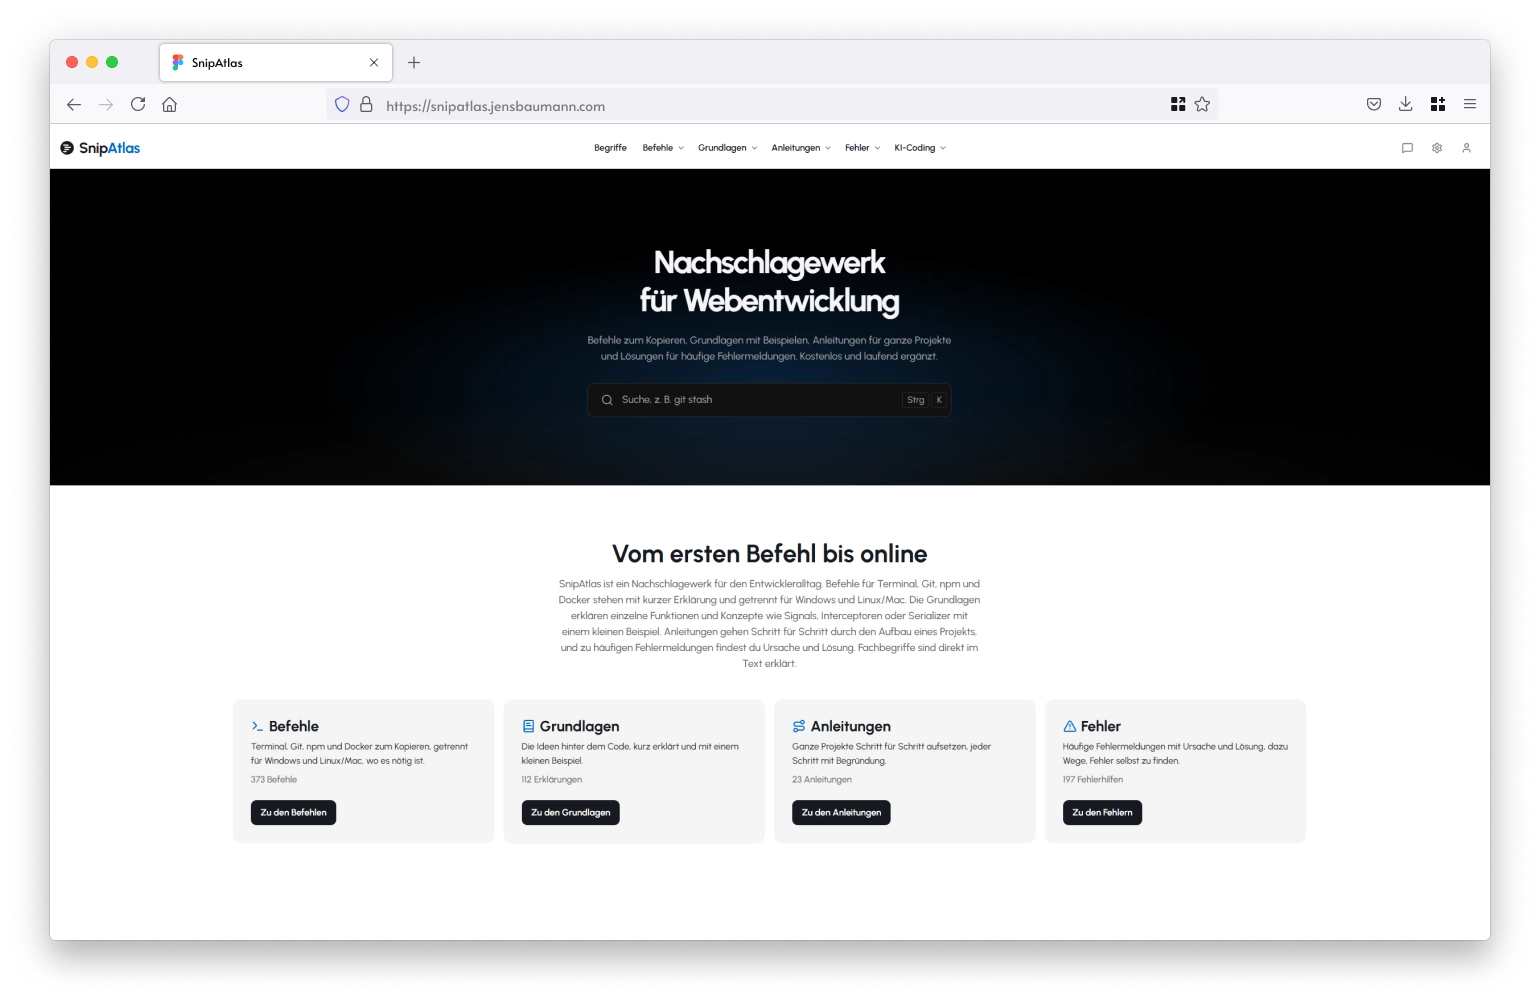 SnipAtlas
https://snipatlas.jensbaumann.com
SnipAtlas
Begriffe Befehle Grundlagen Anleitungen Fehler KI-Coding
Nachschlagewerk
für Webentwicklung
Befehle zum Kopieren, Grundlagen mit Beispielen, Anleitungen für ganze Projekte
und Lösungen für häufige Fehlermeldungen. Kostenlos und laufend ergänzt.
Suche, z. B. git stash Strg K
Vom ersten Befehl bis online
SnipAtlas ist ein Nachschlagewerk für den Entwickleralltag. Befehle für Terminal, Git, npm und
Docker stehen mit kurzer Erklärung und getrennt für Windows und Linux/Mac. Die Grundlagen
erklären einzelne Funktionen und Konzepte wie Signals, Interceptoren oder Serializer mit
einem kleinen Beispiel. Anleitungen gehen Schritt für Schritt durch den Aufbau eines Projekts,
und zu häufigen Fehlermeldungen findest du Ursache und Lösung. Fachbegriffe sind direkt im
Text erklärt.
Befehle
Terminal, Git, npm und Docker zum Kopieren, getrennt
für Windows und Linux/Mac, wo es nötig ist.
373 Befehle
Zu den Befehlen
Grundlagen
Die Ideen hinter dem Code, kurz erklärt und mit einem
kleinen Beispiel.
112 Erklärungen
Zu den Grundlagen
Anleitungen
Ganze Projekte Schritt für Schritt aufsetzen, jeder
Schritt mit Begründung.
23 Anleitungen
Zu den Anleitungen
Fehler
Häufige Fehlermeldungen mit Ursache und Lösung, dazu
Wege, Fehler selbst zu finden.
197 Fehlerhilfen
Zu den Fehlern